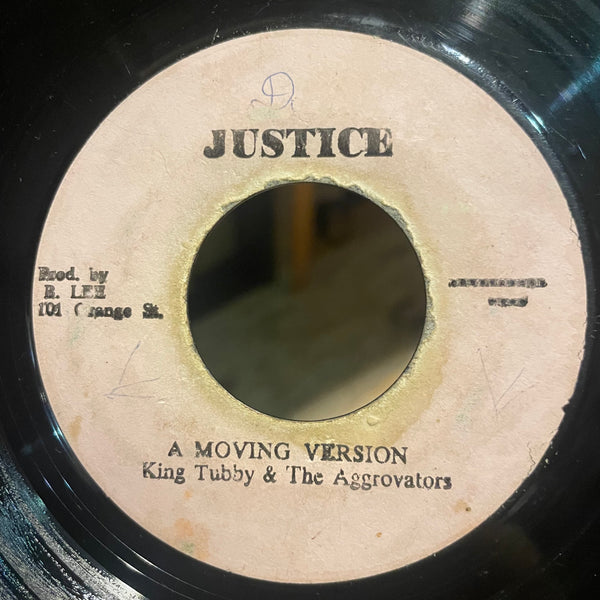 JUSTICE
Prod. by
B. LEE
101 Orange St.
A MOVING VERSION
King Tubby & The Aggrovators